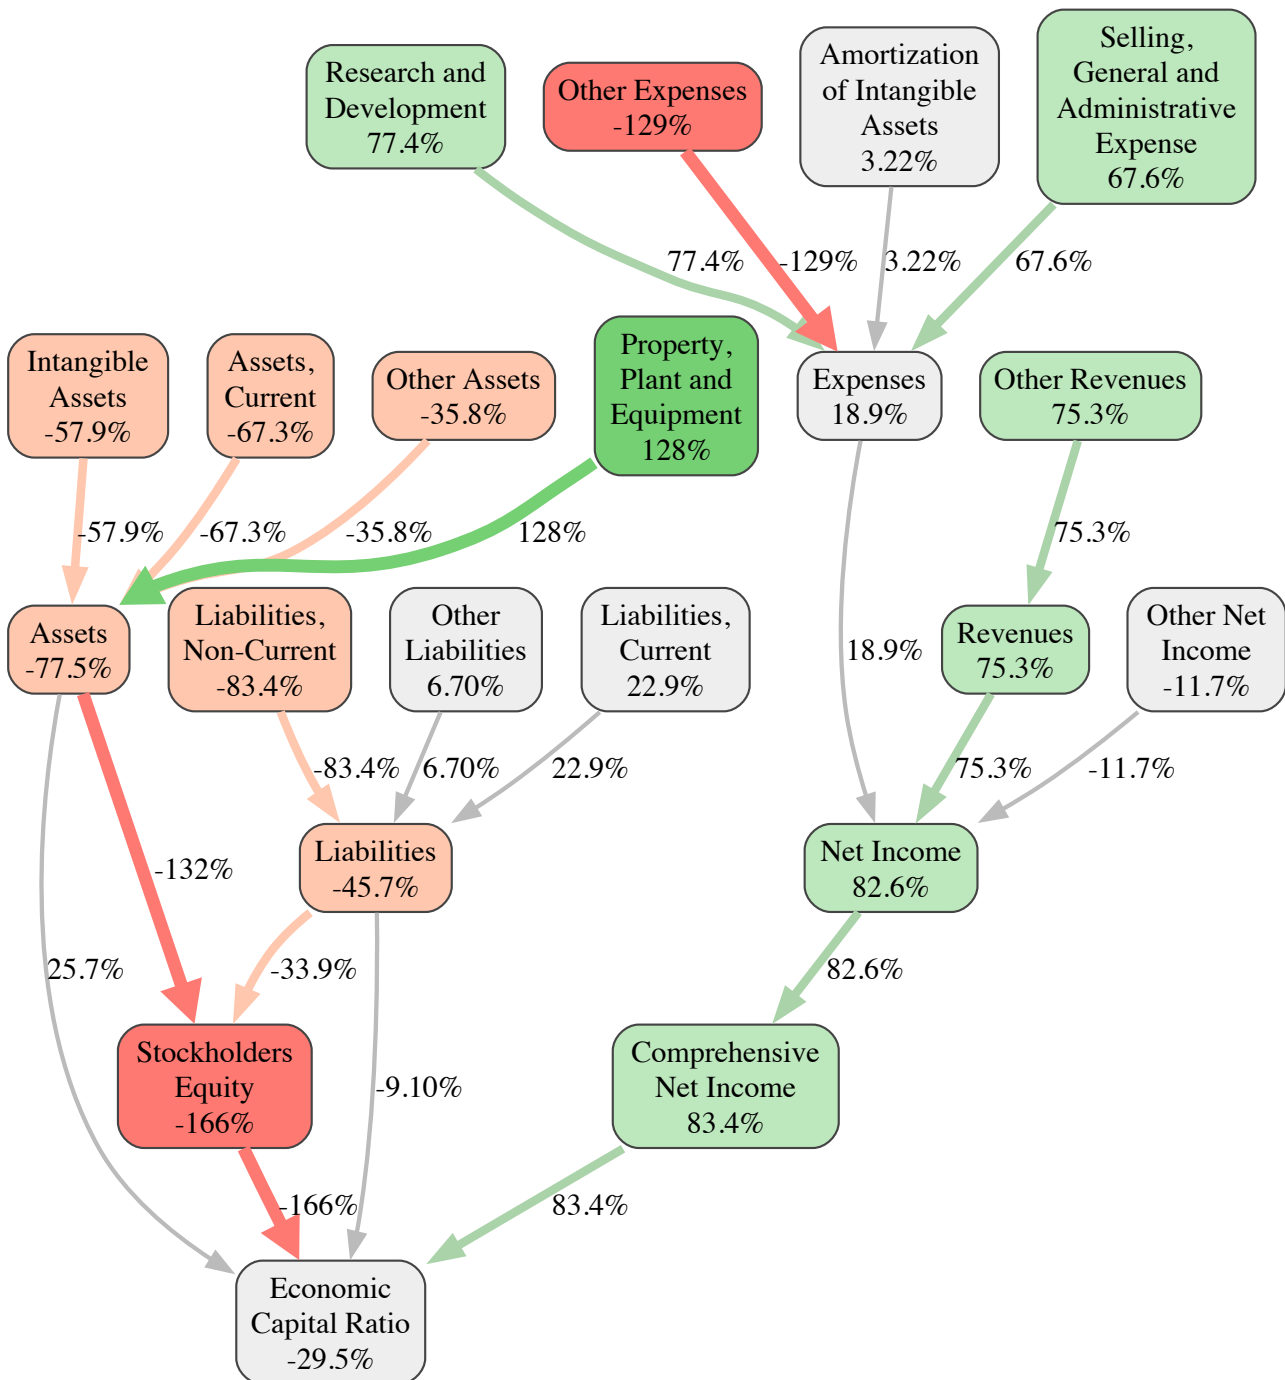 Research and
Development
77.4%
Other Expenses
-129%
Amortization
of Intangible
Assets
3.22%
Selling,
General and
Administrative
Expense
67.6%
77.4%
-129%
3.22%
67.6%
Intangible
Assets
-57.9%
Assets,
Current
-67.3%
Other Assets
-35.8%
Property,
Plant and
Equipment
128%
Expenses
18.9%
Other Revenues
75.3%
-57.9%
-67.3%
-35.8%
128%
75.3%
Assets
-77.5%
Liabilities,
Non-Current
-83.4%
Other
Liabilities
6.70%
Liabilities,
Current
22.9%
18.9%
Revenues
75.3%
Other Net
Income
-11.7%
-83.4%
6.70%
22.9%
75.3%
-11.7%
-132%
Liabilities
-45.7%
Net Income
82.6%
25.7%
-33.9%
82.6%
Stockholders
Equity
-166%
-9.10%
Comprehensive
Net Income
83.4%
-166%
83.4%
Economic
Capital Ratio
-29.5%